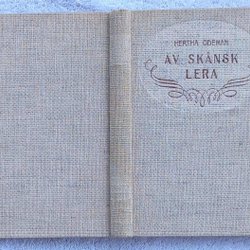 HERTHA ODEMAN
AV SKÅNSK
LERA